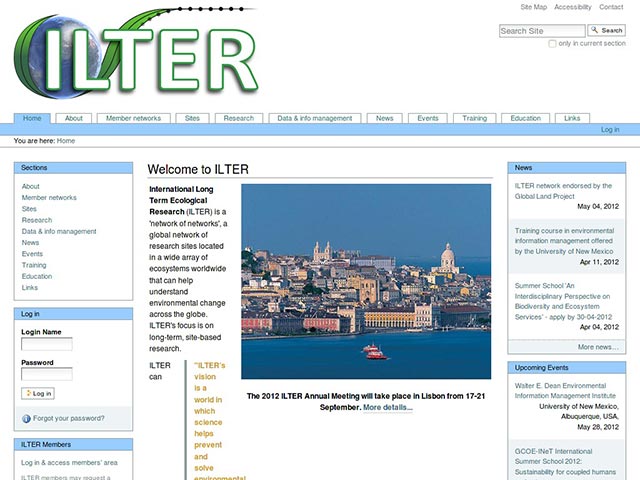 Site Map Accessibility Contact
ILTER
Search Site Search
only in current section
Home About Member networks Sites Research Data & info management News Events Training Education Links
Log in
You are here: Home
Sections
About
Member networks
Sites
Research
Data & info management
News
Events
Training
Education
Links
Log in
Login Name
Password
Log in
Forgot your password?
ILTER Members
Log in & access members' area
ILTER members may request a
Welcome to ILTER
International Long
Term Ecological
Research (ILTER) is a
'network of networks', a
global network of
research sites located
in a wide array of
ecosystems worldwide
that can help
understand
environmental change
across the globe.
ILTER's focus is on
long-term, site-based
research.
ILTER
can
"ILTER's
vision
is a
world in
which
science
helps
prevent
and
solve
environmental
The 2012 ILTER Annual Meeting will take place in Lisbon from 17-21
September. More details...
News
ILTER network endorsed by the
Global Land Project
May 04, 2012
Training course in environmental
information management offered
by the University of New Mexico
Apr 11, 2012
Summer School 'An
Interdisciplinary Perspective on
Biodiversity and Ecosystem
Services' - apply by 30-04-2012
Apr 04, 2012
More news…
Upcoming Events
Walter E. Dean Environmental
Information Management Institute
University of New Mexico,
Albuquerque, USA,
May 28, 2012
GCOE-INeT International
Summer School 2012:
Sustainability for coupled humans